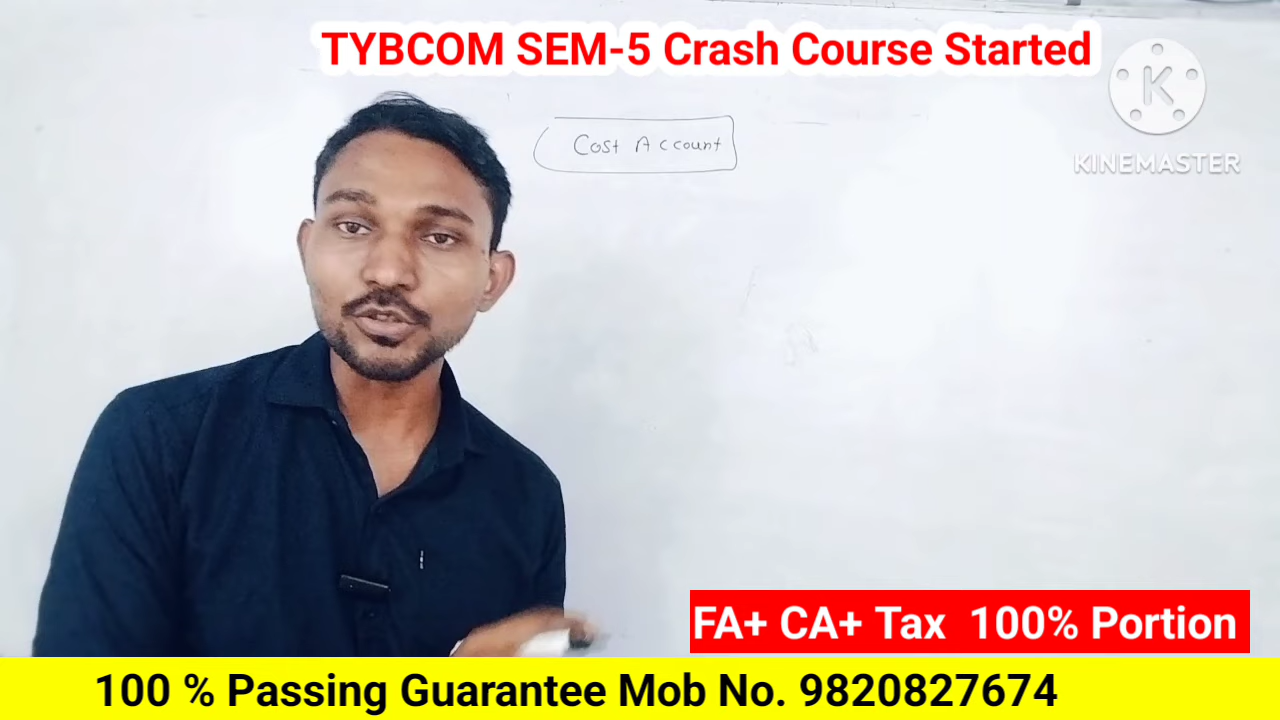 TYBCOM SEM-5 Crash Course Started
K
KINEMASTER
Cost Account
FA+ CA+ Tax 100% Portion
100 % Passing Guarantee Mob No. 9820827674